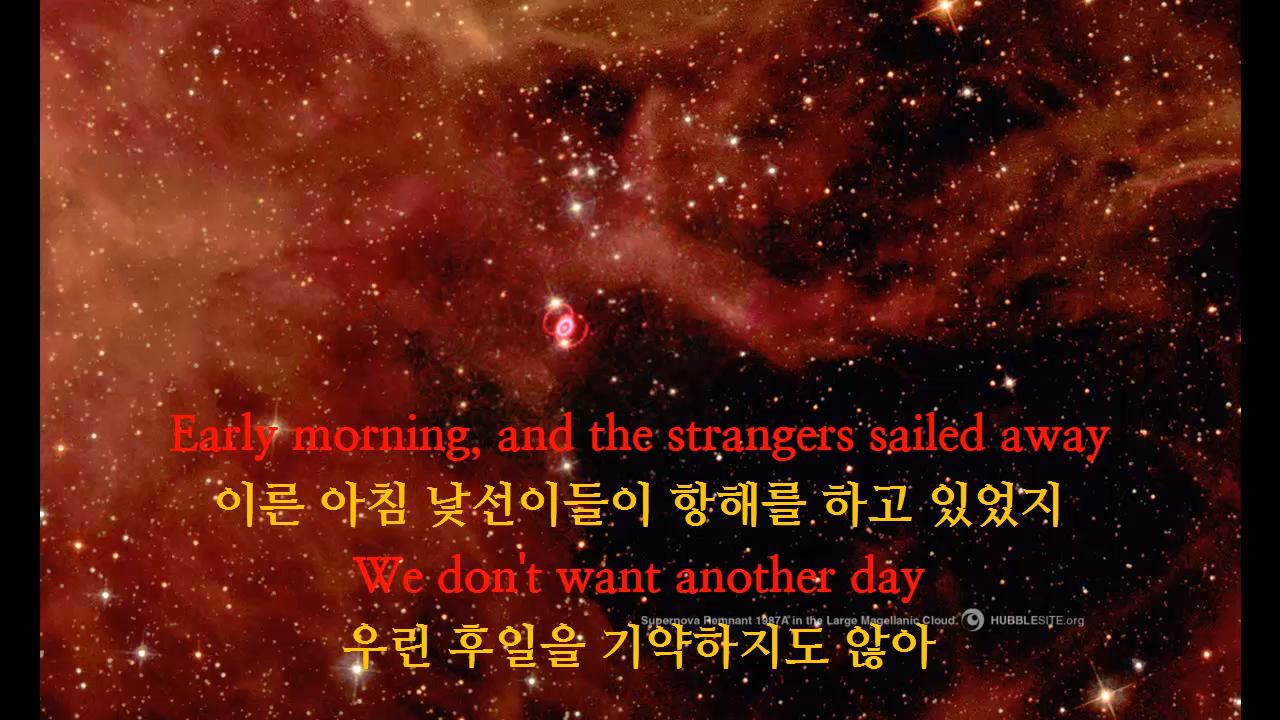 Early morning, and the strangers sailed away
이른 아침 낯선이들이 항해를 하고 있었지
We don't want another day
Supernova Remnant 1987A in the Large Magellanic Cloud. HUBBLESITE.org
우린 후일을 기약하지도 않아